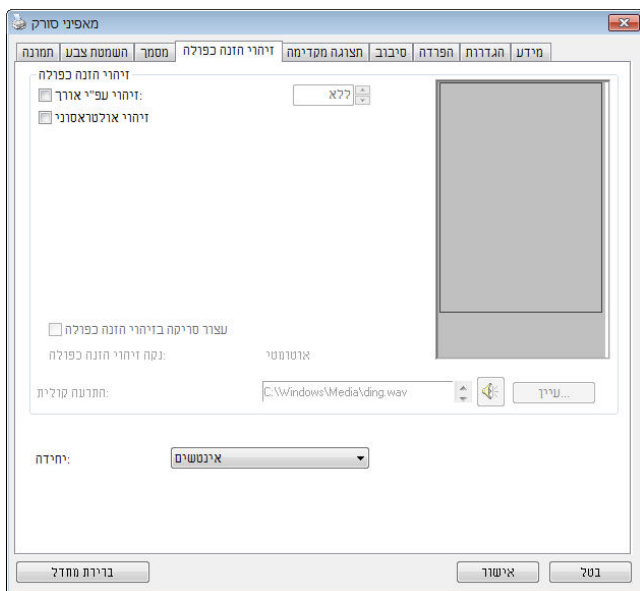 מאפיני סורק
תמונה השמטת צבע מסמך זיהוי הזנה כפולה תצוגה מקדימה סיבוב הפרדה הגדרות מידע
זיהוי הזנה כפולה
זיהוי עפ"י אורך: ללא
זיהוי אולטראסוני
עצור סריקה בזיהוי הזנה כפולה
נקה זיהוי הזנה כפולה: אוטומטי
התרעה קולית: C:\Windows\Media\ding.wav עיין...
יחידה: אינטשים
ברירת מחדל אישור בטל